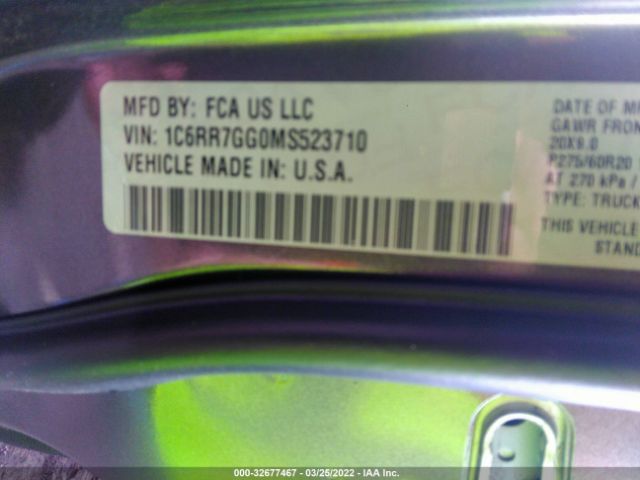 MFD BY: FCA US LLC
VIN: 1C6RR7GG0MS523710
VEHICLE MADE IN: U.S.A.
DATE OF M
GAWR FRON
20X9.0
P275/60R20
AT 270 kPa /
TYPE: TRUCK
THIS VEHICLE
STAND
000-32677467 - 03/25/2022 - IAA Inc.